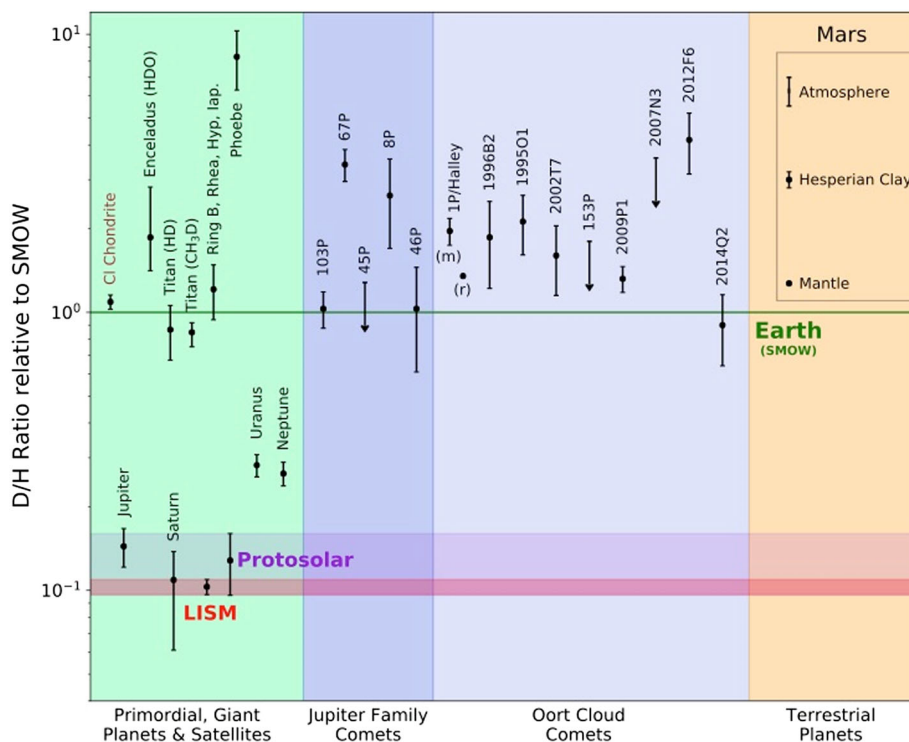 D/H Ratio relative to SMOW
10¹
10⁰
10⁻¹
CI Chondrite
Enceladus (HDO)
Titan (HD)
Titan (CH₃D)
Ring B, Rhea, Hyp, Iap.
Phoebe
Jupiter
Saturn
Uranus
Neptune
Protosolar
LISM
103P
67P
45P
8P
46P
1P/Halley
(m)
(r)
1996B2
1995O1
2002T7
153P
2009P1
2007N3
2012F6
2014Q2
Mars
Atmosphere
Hesperian Clay
Mantle
Earth
(SMOW)
Primordial, Giant
Planets & Satellites
Jupiter Family
Comets
Oort Cloud
Comets
Terrestrial
Planets